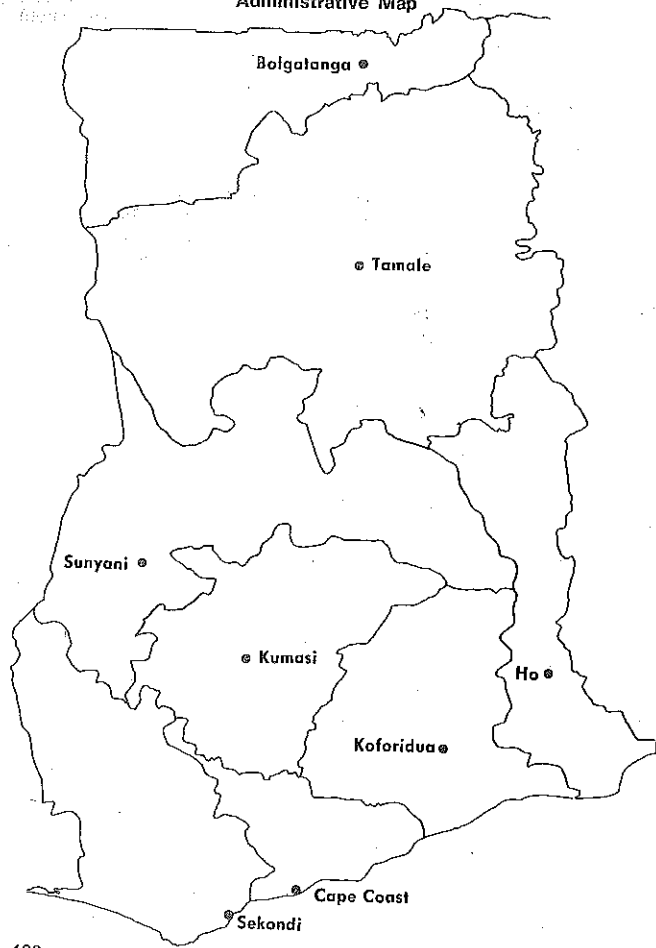 Administrative Map
Bolgatanga
Tamale
Sunyani
Kumasi
Ho
Koforidua
Cape Coast
Sekondi